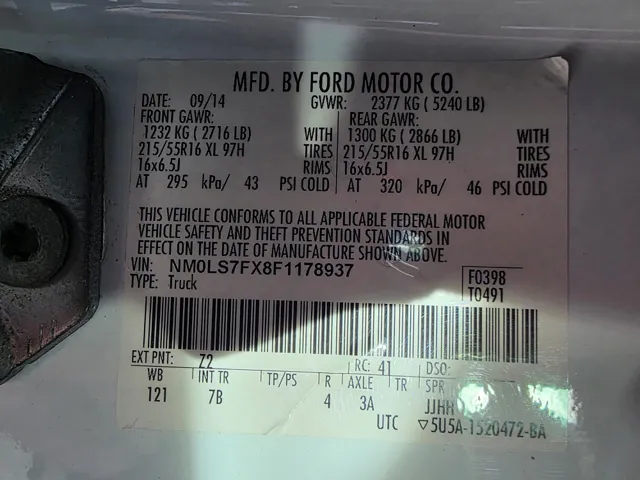 MFD. BY FORD MOTOR CO.
DATE: 09/14 GVWR: 2377 KG ( 5240 LB)
FRONT GAWR: REAR GAWR:
1232 KG ( 2716 LB) WITH 1300 KG ( 2866 LB) WITH
215/55R16 XL 97H TIRES 215/55R16 XL 97H TIRES
16x6.5J RIMS 16x6.5J RIMS
AT 295 kPa/ 43 PSI COLD AT 320 kPa/ 46 PSI COLD
THIS VEHICLE CONFORMS TO ALL APPLICABLE FEDERAL MOTOR
VEHICLE SAFETY AND THEFT PREVENTION STANDARDS IN
EFFECT ON THE DATE OF MANUFACTURE SHOWN ABOVE.
VIN: NM0LS7FX8F1178937 F0398
TYPE: Truck T0491
EXT PNT: Z2 RC: 41 DSO:
WB INT TR TP/PS R AXLE TR SPR
121 7B 4 3A JJHH
UTC ▽5U5A-1520472-BA